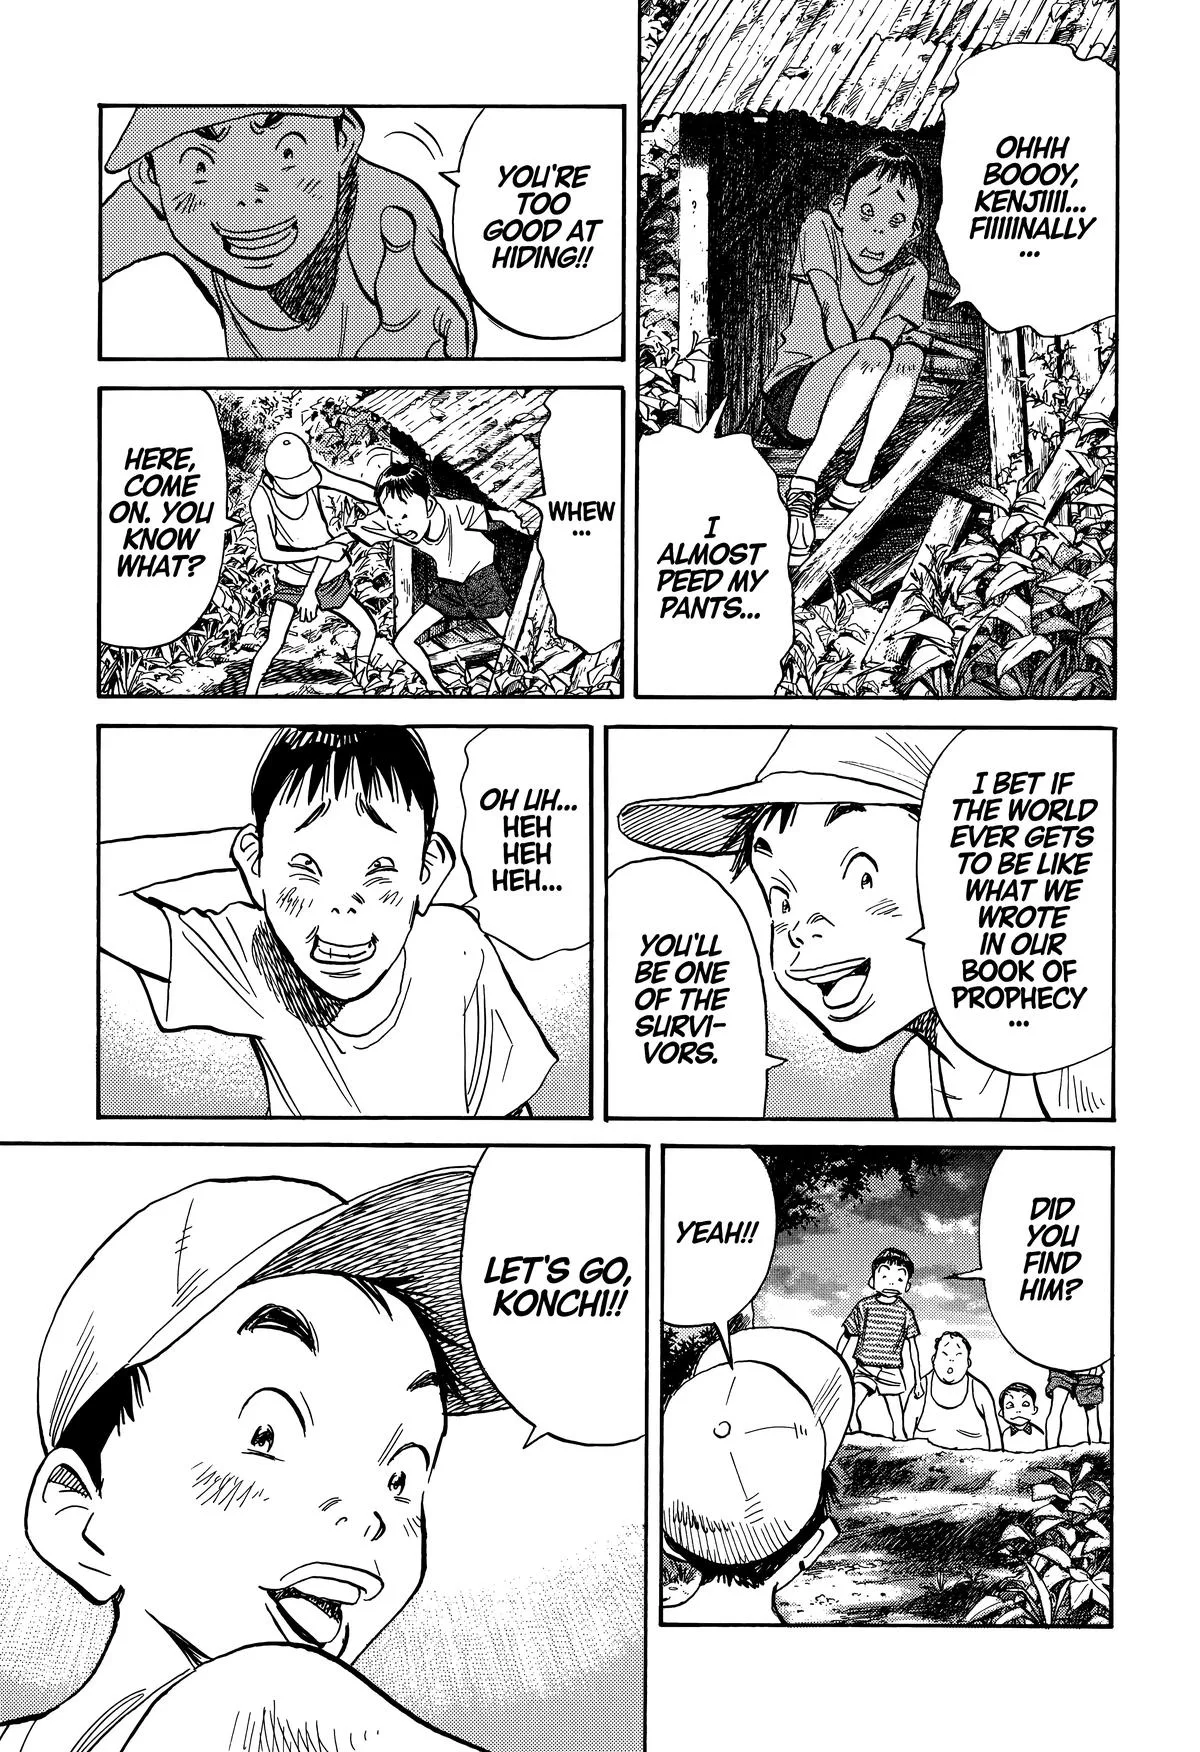 OHHH
BOOOY,
KENJIIII...
FIIIIINALLY
...
I
ALMOST
PEED MY
PANTS...
YOU'RE
TOO
GOOD AT
HIDING!!
WHEW
...
HERE,
COME
ON. YOU
KNOW
WHAT?
I BET IF
THE WORLD
EVER GETS
TO BE LIKE
WHAT WE
WROTE
IN OUR
BOOK OF
PROPHECY
...
YOU'LL
BE ONE
OF THE
SURVI-
VORS.
OH UH...
HEH
HEH
HEH...
DID
YOU
FIND
HIM?
YEAH!!
LET'S GO,
KONCHI!!